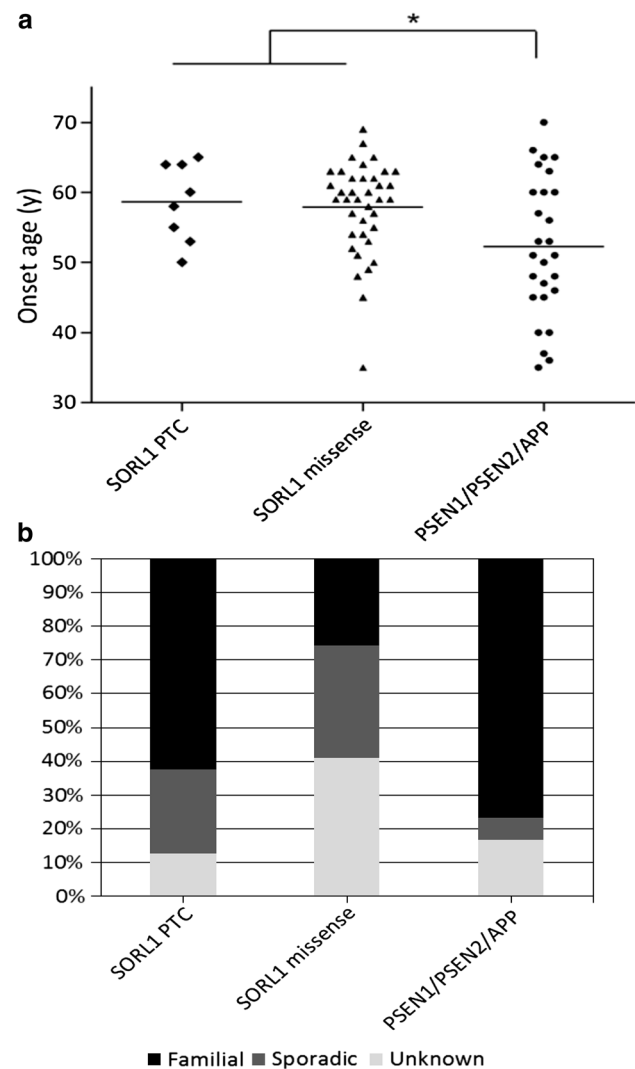 a
*
Onset age (y)
70
60
50
40
30
SORL1 PTC
SORL1 missense
PSEN1/PSEN2/APP
b
100%
90%
80%
70%
60%
50%
40%
30%
20%
10%
0%
SORL1 PTC
SORL1 missense
PSEN1/PSEN2/APP
Familial Sporadic Unknown